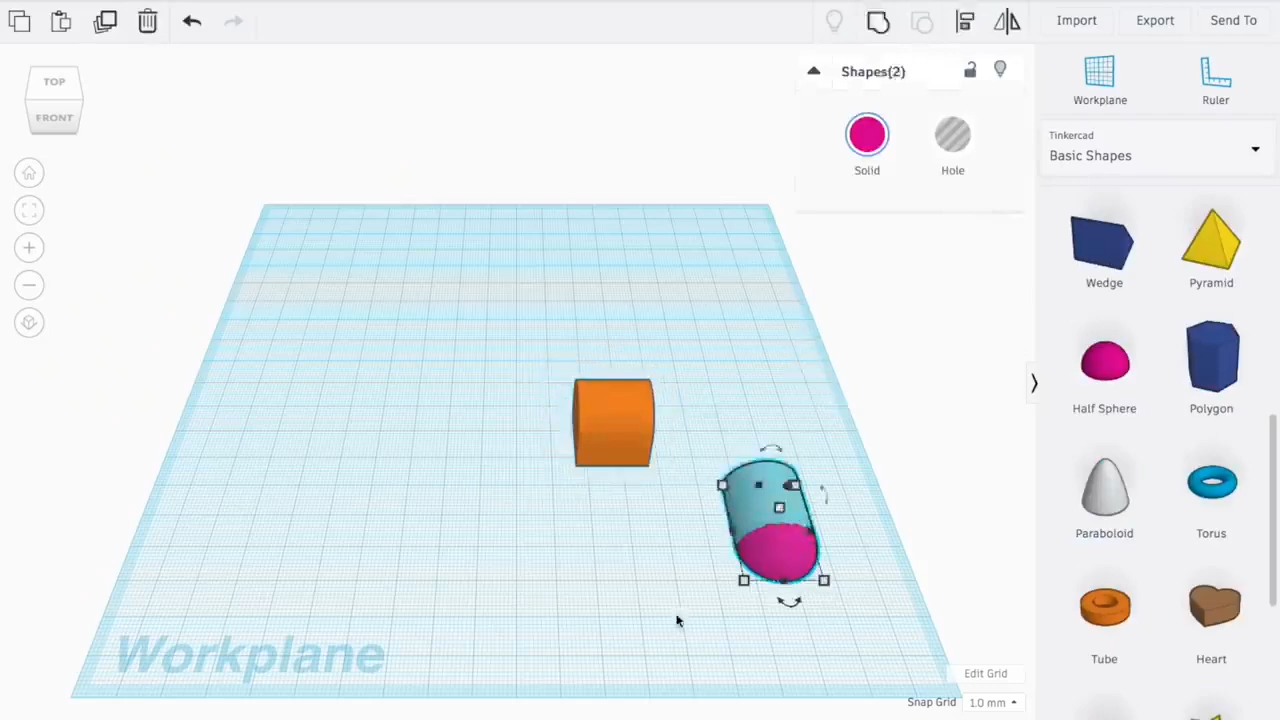 Import Export Send To
TOP
FRONT
Shapes(2)
Solid Hole
Workplane Ruler
Tinkercad
Basic Shapes
Wedge Pyramid
Half Sphere Polygon
Paraboloid Torus
Tube Heart
Workplane
Edit Grid
Snap Grid 1.0 mm